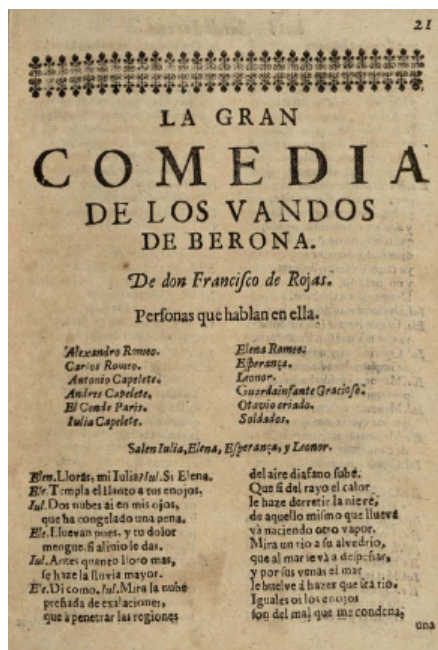 21
LA GRAN
COMEDIA
DE LOS VANDOS
DE BERONA.
De don Franciſco de Rojas.
Perſonas que hablan en ella.
Alexandro Romeo.
Carlos Romeo.
Antonio Capelete.
Andres Capelete.
El Conde Paris.
Iulia Capelete.
Elena Romeo.
Eſperança.
Leonor.
Guardainfante Gracioſo.
Otavio criado.
Soldados.
Salen Iulia, Elena, Eſperança, y Leonor.
Elen. Lloras, mi Iulia? Iul. Si Elena.
Ele. Templa el llanto a tus enojos.
Iul. Dos nubes ai en mis ojos,
que ha congelado una pena.
Ele. Lluevan pues, y tu dolor
mengue, ſi alivio le das.
Iul. Antes quanto lloro mas,
ſe haze la lluvia mayor.
Ele. Di como. Iul. Mira la nube
preñada de exalaciones,
que à penetrar las regiones
del aire diafano ſube.
Que ſi del rayo el calor
le haze derretir la nieve,
de aquello miſmo que llueve
và naciendo otro vapor.
Mira un rio a ſu alvedrio,
que al mar ſe và a deſpeñar,
y por ſus venas el mar
le buelve à hazer que ſea rio.
Iguales oi los enojos
ſon del mal que me condena,
una